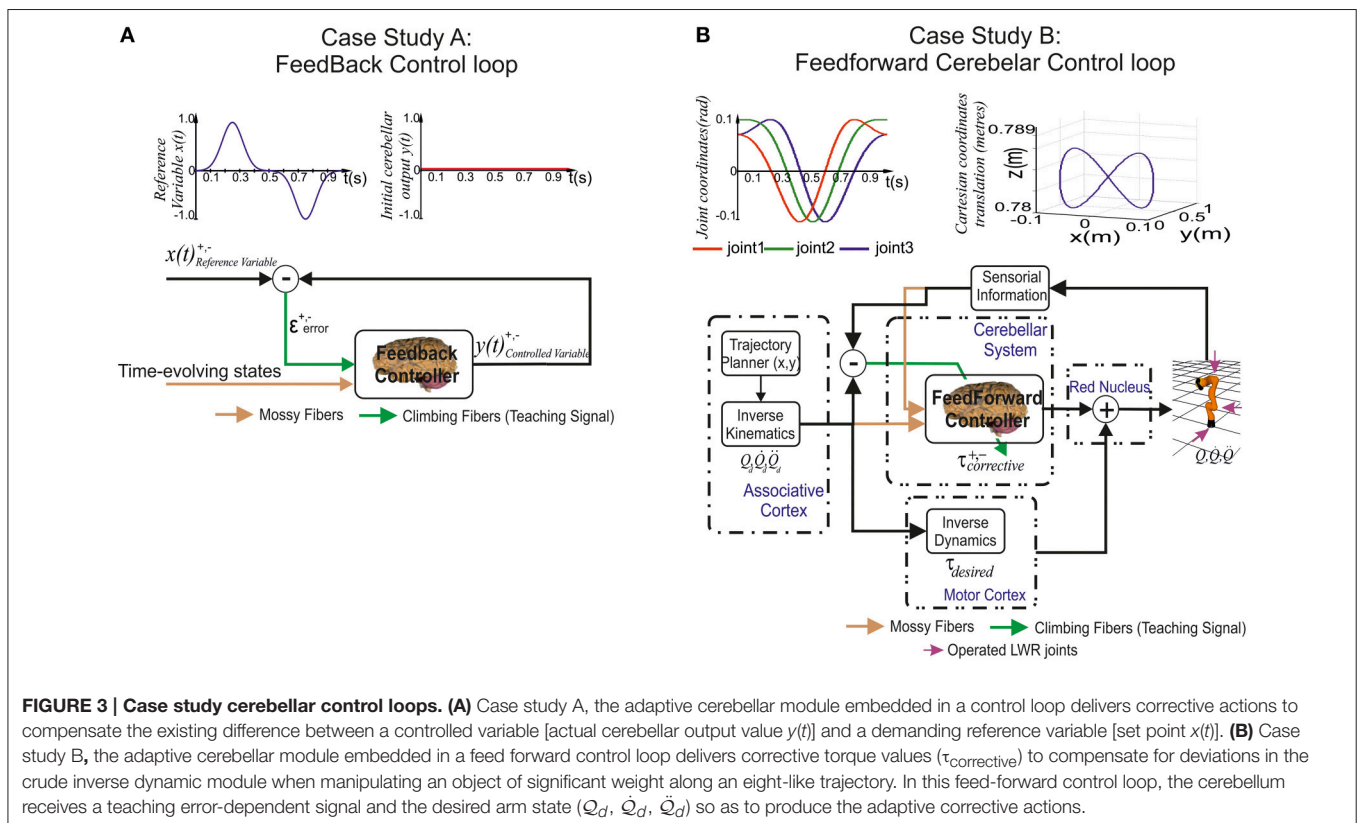 A
Case Study A:
FeedBack Control loop
Reference
Variable x(t)
1.0
0
-1.0
0.1 0.3 0.6 0.9
t(s)
Initial cerebellar
output y(t)
1.0
0
-1.0
0.1 0.3 0.6 0.9
t(s)
x(t)+,- Reference Variable
-
ε+,- error
Feedback
Controller
y(t)+,- Controlled Variable
Time-evolving states
Mossy Fibers
Climbing Fibers (Teaching Signal)
B
Case Study B:
Feedforward Cerebelar Control loop
Joint coordinates(rad)
0.1
0
-0.1
0.1 0.3 0.5 0.7 0.9
t(s)
joint1 joint2 joint3
Cartesian coordinates
translation (metres)
0.789
Z(m)
0.78
-0.1 0 0.1
x(m)
0 0.5 1
y(m)
Sensorial
Information
Cerebellar
System
Trajectory
Planner (x,y)
-
Inverse
Kinematics
Qd Q̇d Q̈d
Associative
Cortex
FeedForward
Controller
τ+,- corrective
Red Nucleus
+
Q,Q̇,Q̈
Inverse
Dynamics
τdesired
Motor Cortex
Mossy Fibers
Climbing Fibers (Teaching Signal)
Operated LWR joints
FIGURE 3 | Case study cerebellar control loops. (A) Case study A, the adaptive cerebellar module embedded in a control loop delivers corrective actions to
compensate the existing difference between a controlled variable [actual cerebellar output value y(t)] and a demanding reference variable [set point x(t)]. (B) Case
study B, the adaptive cerebellar module embedded in a feed forward control loop delivers corrective torque values (τcorrective) to compensate for deviations in the
crude inverse dynamic module when manipulating an object of significant weight along an eight-like trajectory. In this feed-forward control loop, the cerebellum
receives a teaching error-dependent signal and the desired arm state (Qd, Q̇d, Q̈d) so as to produce the adaptive corrective actions.